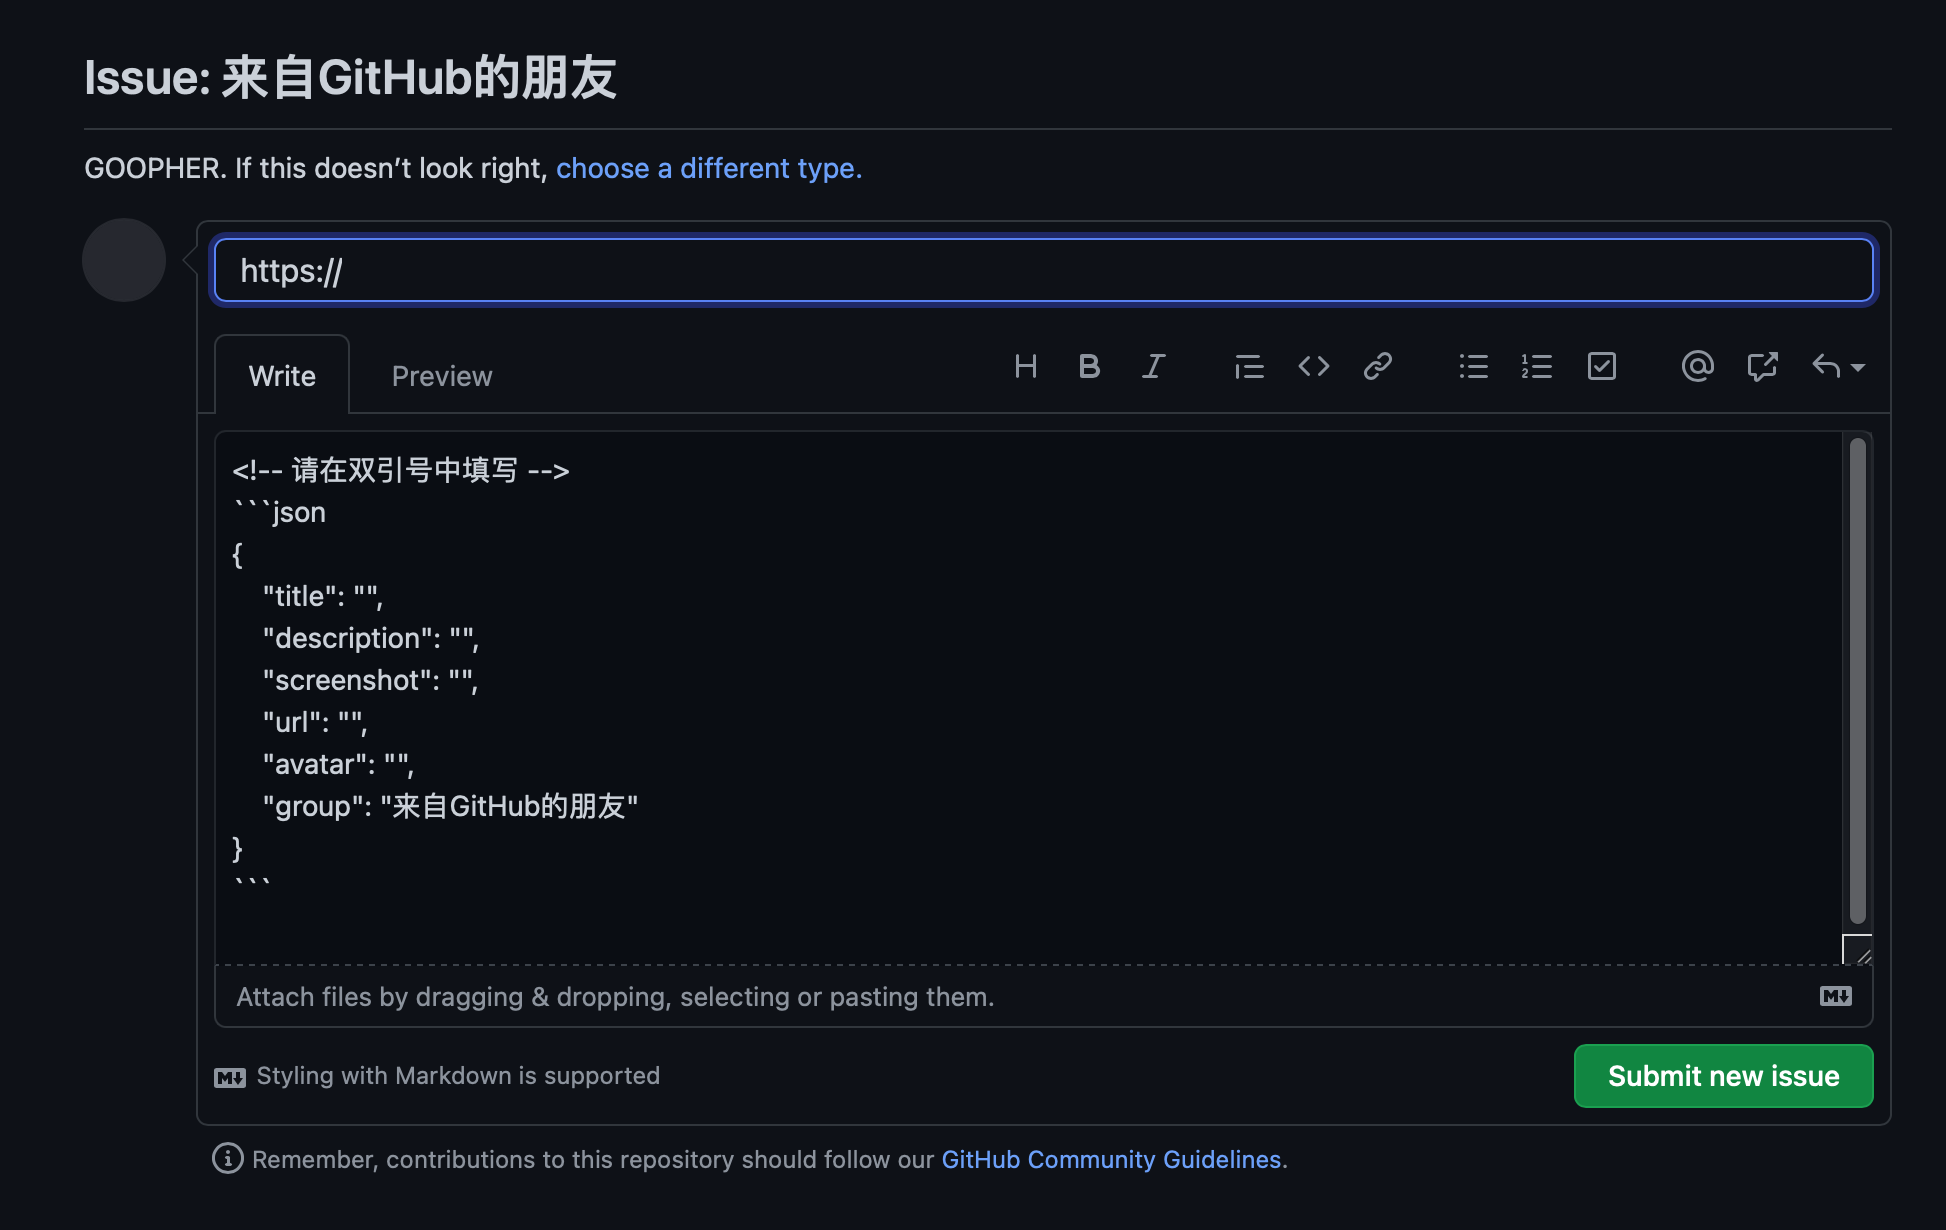 Issue: 来自GitHub的朋友
GOOPHER. If this doesn’t look right, choose a different type.
https://
Write
Preview
<!-- 请在双引号中填写 -->
```json
{
    "title": "",
    "description": "",
    "screenshot": "",
    "url": "",
    "avatar": "",
    "group": "来自GitHub的朋友"
}
```
Attach files by dragging & dropping, selecting or pasting them.
Styling with Markdown is supported
Submit new issue
Remember, contributions to this repository should follow our GitHub Community Guidelines.